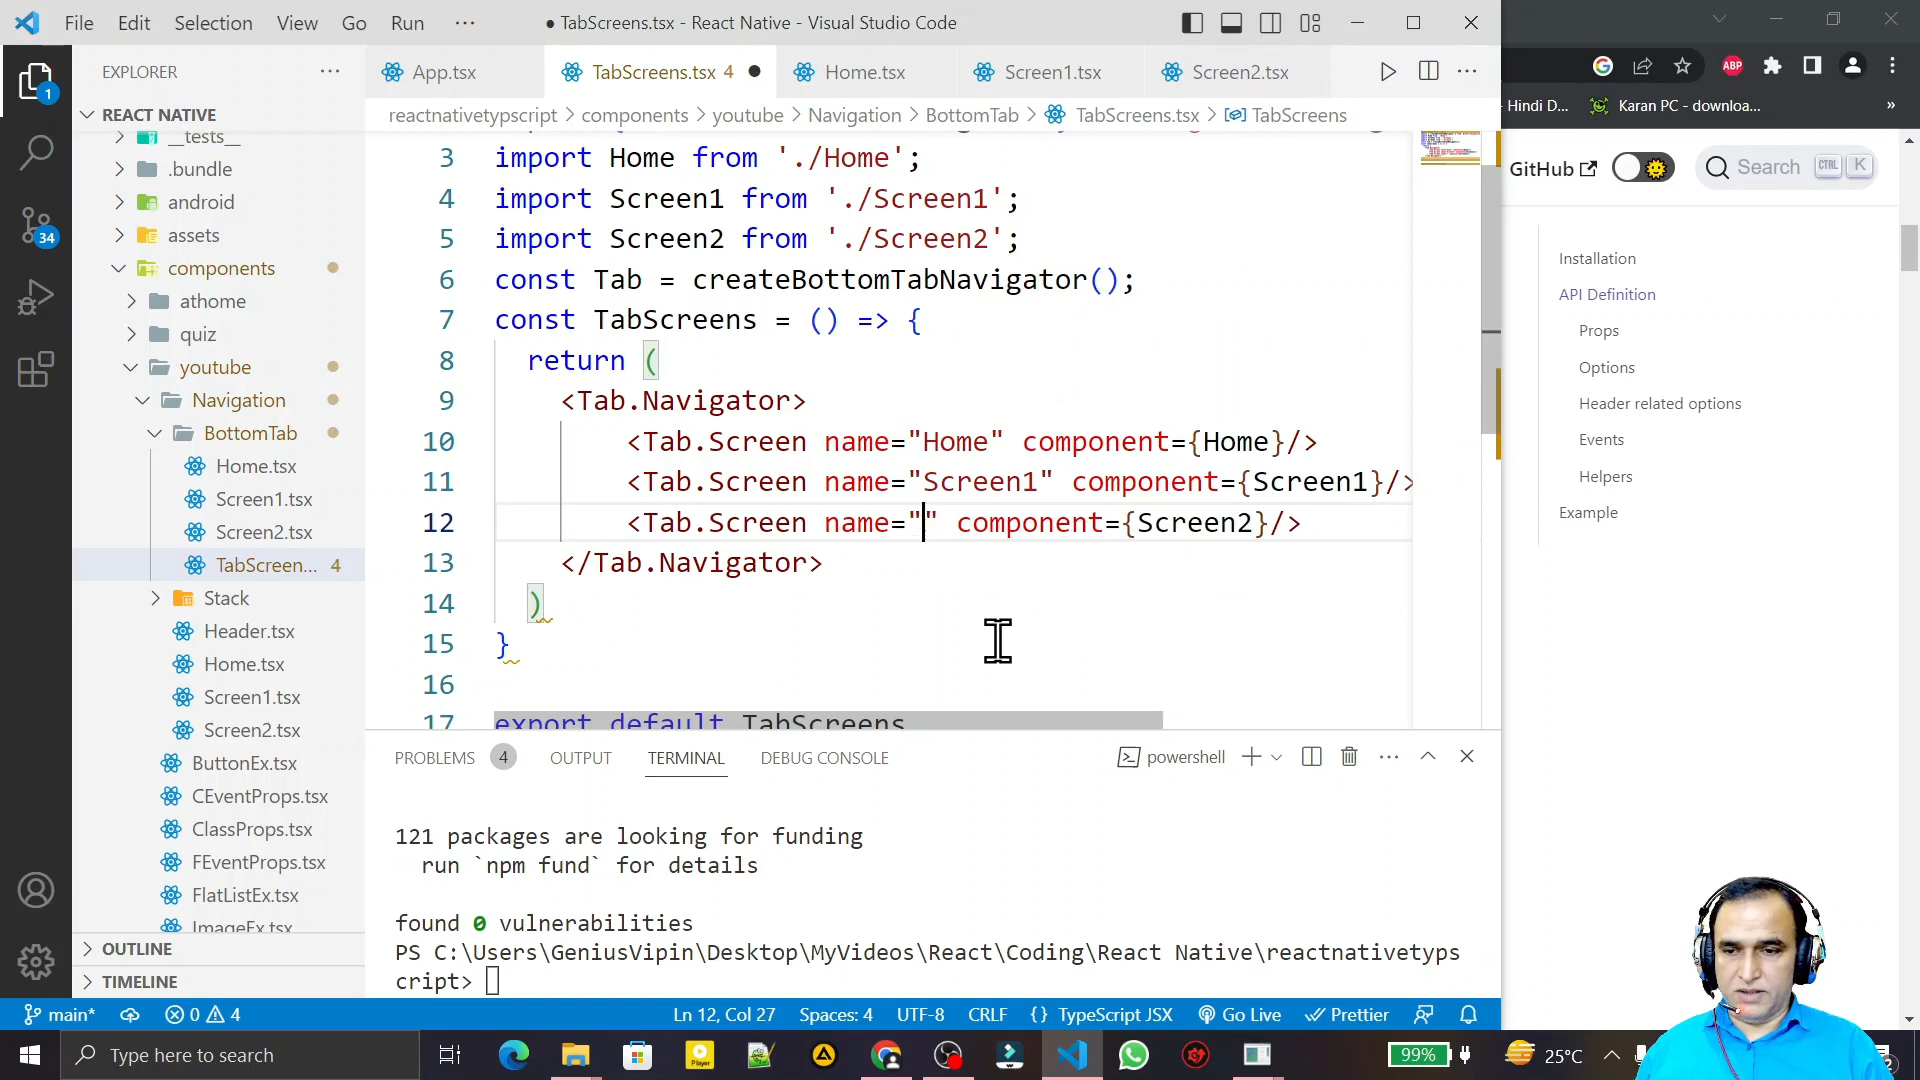 File Edit Selection View Go Run ··· ● TabScreens.tsx - React Native - Visual Studio Code
EXPLORER ···
App.tsx TabScreens.tsx 4 ● Home.tsx Screen1.tsx Screen2.tsx ···
reactnativetypscript > components > youtube > Navigation > BottomTab > TabScreens.tsx > TabScreens
REACT NATIVE
__tests__
.bundle
android
assets
components
athome
quiz
youtube
Navigation
BottomTab
Home.tsx
Screen1.tsx
Screen2.tsx
TabScreen... 4
Stack
Header.tsx
Home.tsx
Screen1.tsx
Screen2.tsx
ButtonEx.tsx
CEventProps.tsx
ClassProps.tsx
FEventProps.tsx
FlatListEx.tsx
ImageEx.tsx
OUTLINE
TIMELINE
1
34
3 import Home from './Home';
4 import Screen1 from './Screen1';
5 import Screen2 from './Screen2';
6 const Tab = createBottomTabNavigator();
7 const TabScreens = () => {
8 return (
9 <Tab.Navigator>
10 <Tab.Screen name="Home" component={Home}/>
11 <Tab.Screen name="Screen1" component={Screen1}/>
12 <Tab.Screen name="" component={Screen2}/>
13 </Tab.Navigator>
14 )
15 }
16
17 export default TabScreens
PROBLEMS 4 OUTPUT TERMINAL DEBUG CONSOLE powershell ···
121 packages are looking for funding
run `npm fund` for details
found 0 vulnerabilities
PS C:\Users\GeniusVipin\Desktop\MyVideos\React\Coding\React Native\reactnativetyps
cript>
main* 0 4 Ln 12, Col 27 Spaces: 4 UTF-8 CRLF {} TypeScript JSX Go Live Prettier
Type here to search
Player
99% 25°C
ABP
Hindi D... Karan PC - downloa... »
GitHub Search CTRL K
Installation
API Definition
Props
Options
Header related options
Events
Helpers
Example